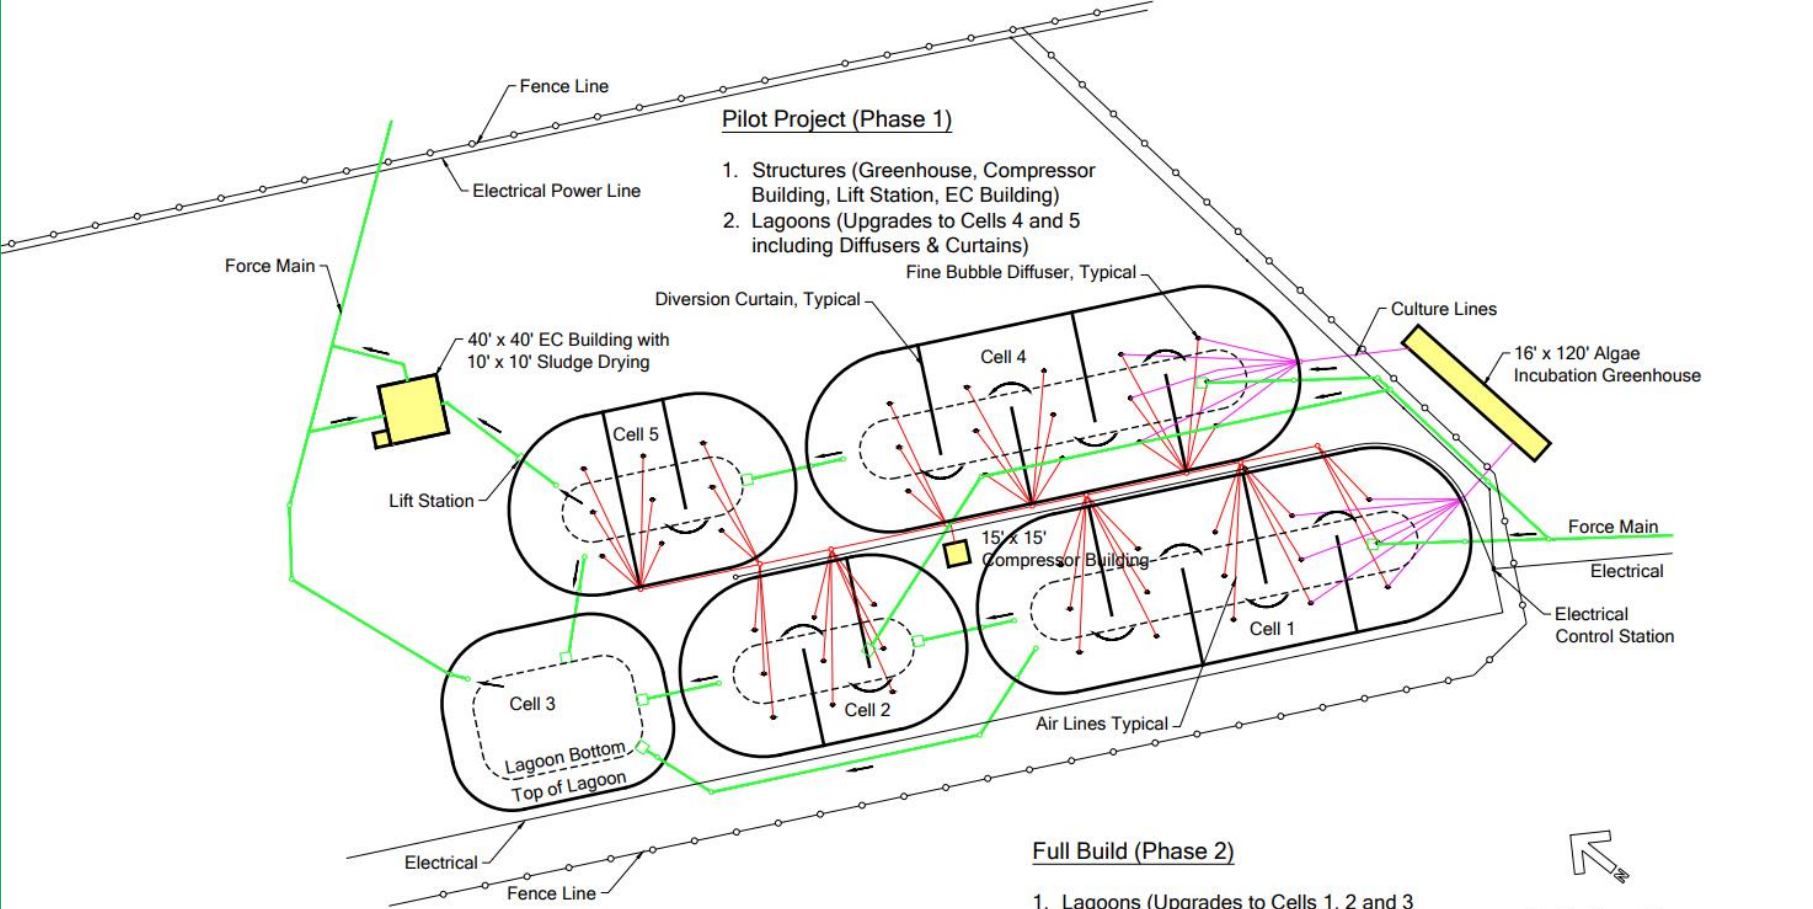 Fence Line
Pilot Project (Phase 1)
1. Structures (Greenhouse, Compressor
Building, Lift Station, EC Building)
2. Lagoons (Upgrades to Cells 4 and 5
including Diffusers & Curtains)
Electrical Power Line
Force Main
Fine Bubble Diffuser, Typical
Diversion Curtain, Typical
Culture Lines
40' x 40' EC Building with
10' x 10' Sludge Drying
Cell 4
16' x 120' Algae
Incubation Greenhouse
Cell 5
Lift Station
15' x 15'
Compressor Building
Force Main
Electrical
Electrical
Control Station
Cell 1
Cell 3
Cell 2
Air Lines Typical
Lagoon Bottom
Top of Lagoon
Electrical
Fence Line
Full Build (Phase 2)
1. Lagoons (Upgrades to Cells 1, 2 and 3
N